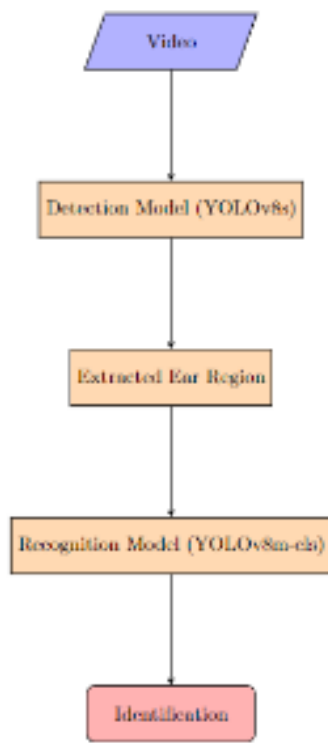 Video
Detection Model (YOLOv8s)
Extracted Ear Region
Recognition Model (YOLOv8m-cls)
Identification